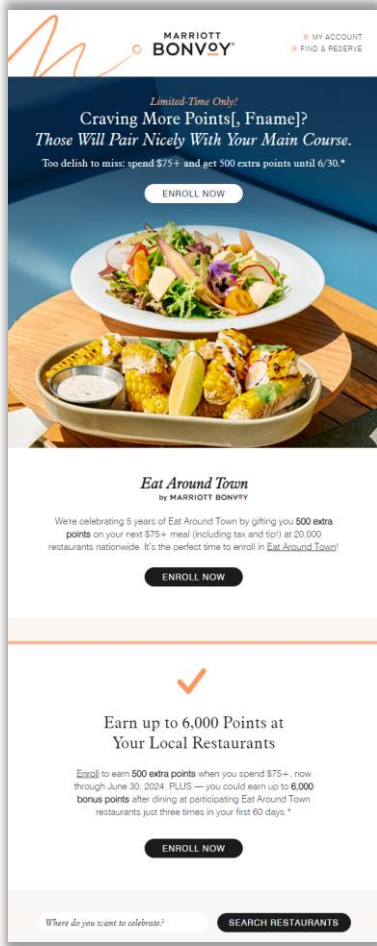 MARRIOTT
BONVOY
» MY ACCOUNT
» FIND & RESERVE
Limited-Time Only!
Craving More Points[, Fname]?
Those Will Pair Nicely With Your Main Course.
Too delish to miss: spend $75+ and get 500 extra points until 6/30.*
ENROLL NOW
Eat Around Town
by MARRIOTT BONVOY
We're celebrating 5 years of Eat Around Town by gifting you 500 extra
points on your next $75+ meal (including tax and tip!) at 20,000
restaurants nationwide. It's the perfect time to enroll in Eat Around Town!
ENROLL NOW
Earn up to 6,000 Points at
Your Local Restaurants
Enroll to earn 500 extra points when you spend $75+, now
through June 30, 2024. PLUS — you could earn up to 6,000
bonus points after dining at participating Eat Around Town
restaurants just three times in your first 60 days.*
ENROLL NOW
Where do you want to celebrate?
SEARCH RESTAURANTS